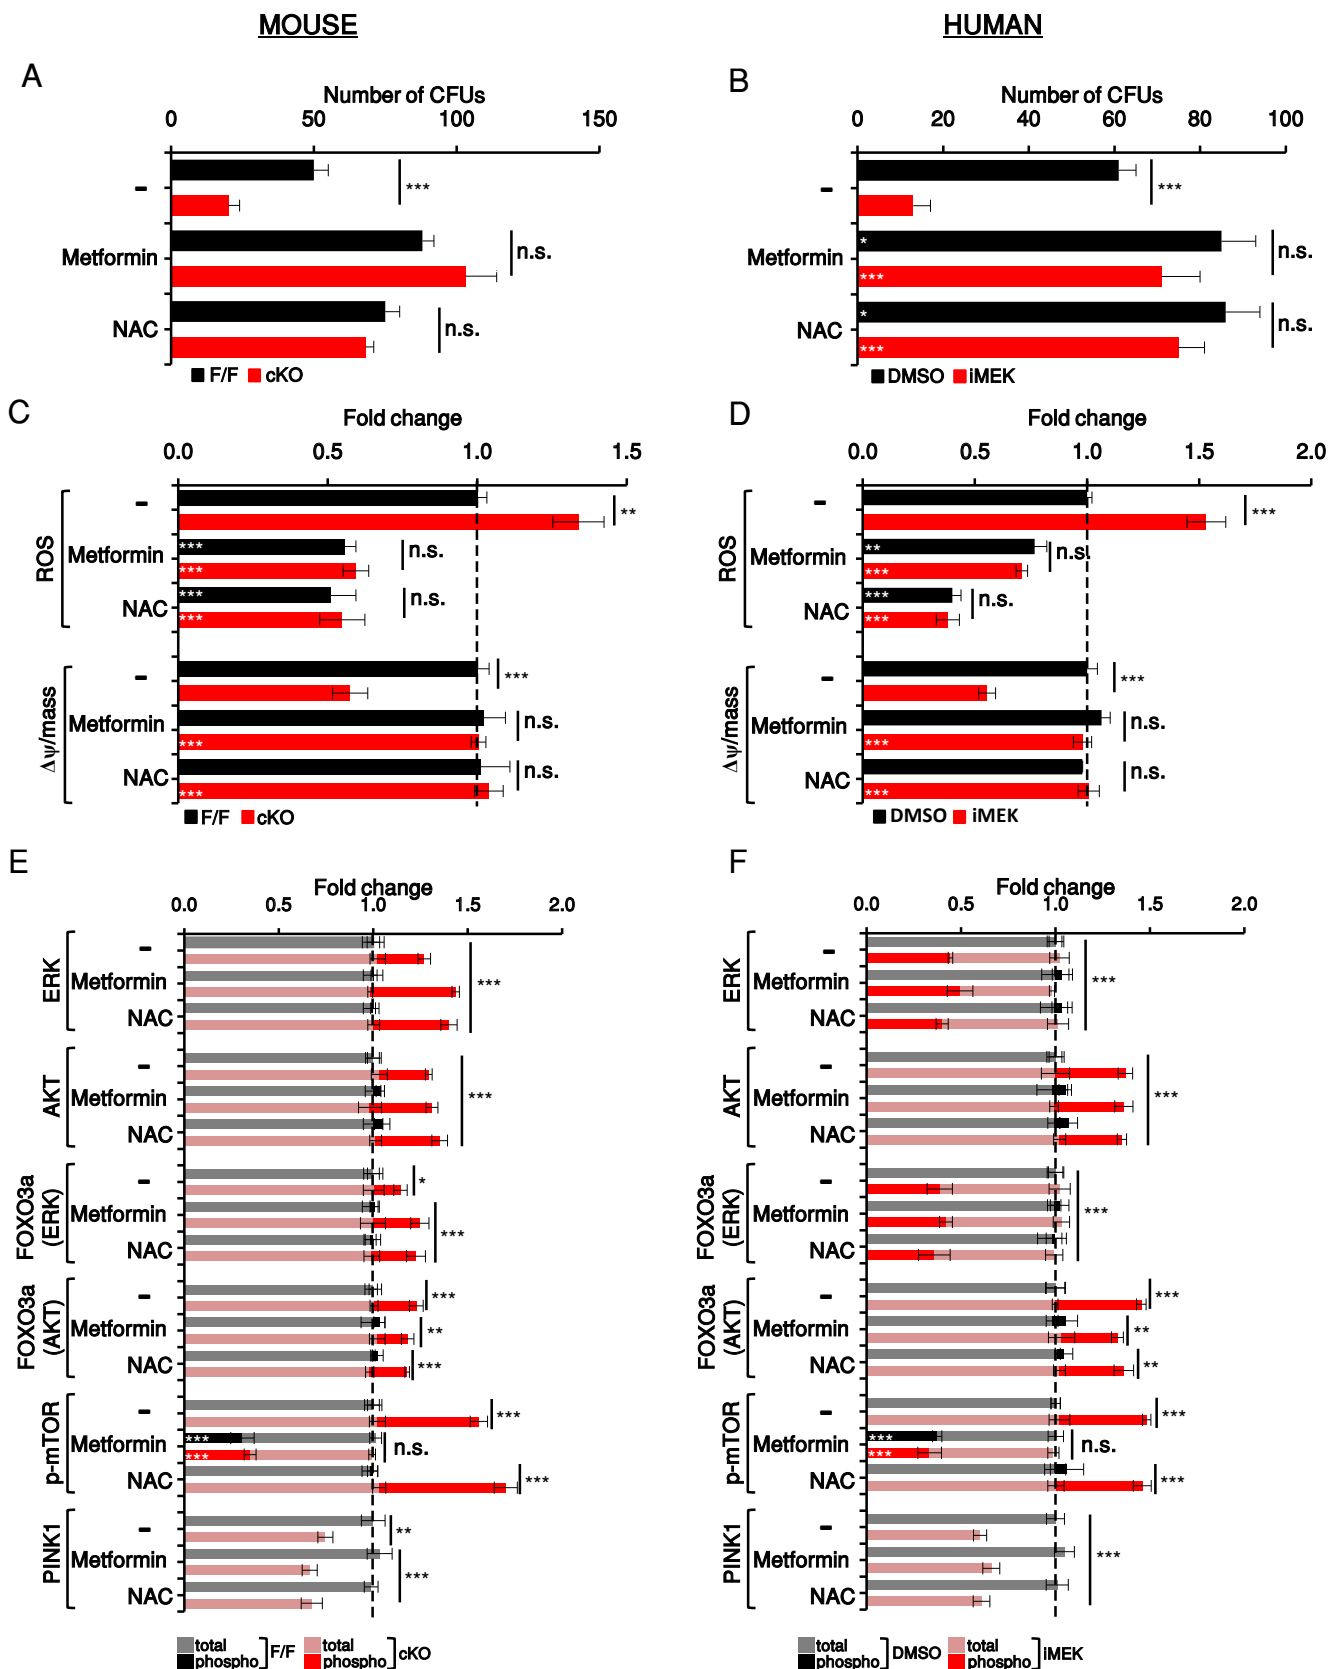 MOUSE
HUMAN
A
Number of CFUs
0 50 100 150
-
***
Metformin
n.s.
NAC
n.s.
F/F cKO
B
Number of CFUs
0 20 40 60 80 100
-
***
Metformin
*
***
n.s.
NAC
*
***
n.s.
DMSO iMEK
C
Fold change
0.0 0.5 1.0 1.5
ROS
-
**
Metformin
***
***
n.s.
NAC
***
***
n.s.
Δψ/mass
-
***
Metformin
***
n.s.
NAC
***
n.s.
F/F cKO
D
Fold change
0.0 0.5 1.0 1.5 2.0
ROS
-
***
Metformin
**
***
n.s.
NAC
***
***
n.s.
Δψ/mass
-
***
Metformin
***
n.s.
NAC
***
n.s.
DMSO iMEK
E
Fold change
0.0 0.5 1.0 1.5 2.0
ERK
-
Metformin
NAC
***
AKT
-
Metformin
NAC
***
FOXO3a
(ERK)
-
*
Metformin
NAC
***
FOXO3a
(AKT)
-
***
Metformin
**
NAC
***
p-mTOR
-
***
Metformin
***
***
n.s.
NAC
***
PINK1
-
**
Metformin
NAC
***
total
phospho
F/F
total
phospho
cKO
F
Fold change
0.0 0.5 1.0 1.5 2.0
ERK
-
Metformin
NAC
***
AKT
-
Metformin
NAC
***
FOXO3a
(ERK)
-
Metformin
NAC
***
FOXO3a
(AKT)
-
***
Metformin
**
NAC
**
p-mTOR
-
***
Metformin
***
***
n.s.
NAC
***
PINK1
-
Metformin
NAC
***
total
phospho
DMSO
total
phospho
iMEK